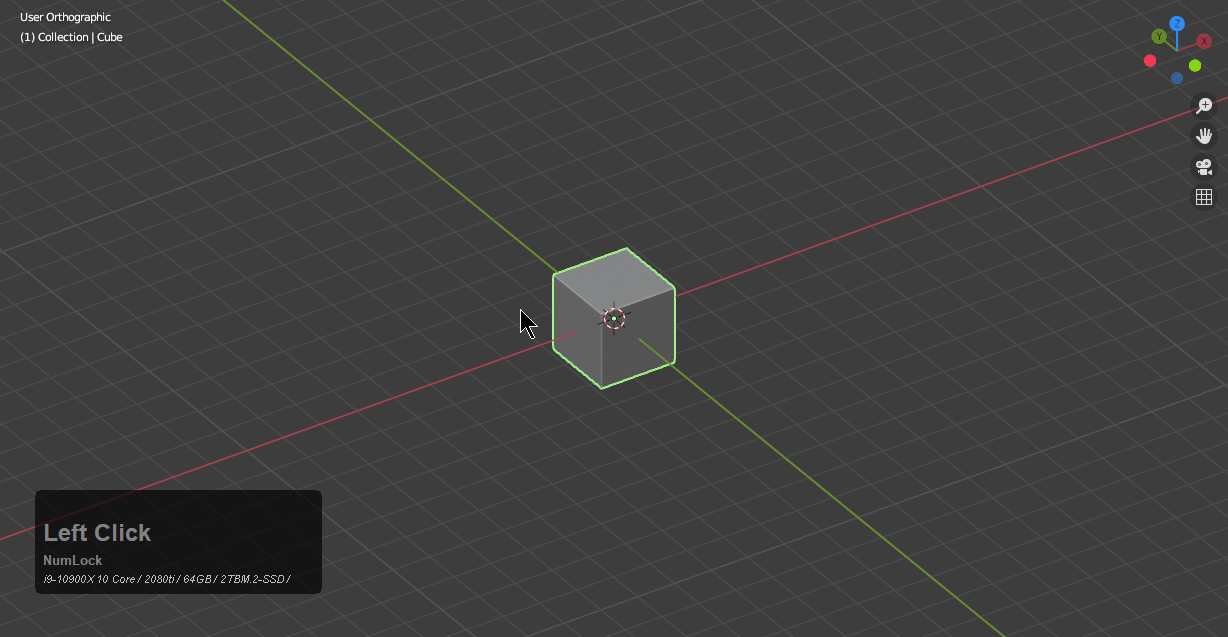 User Orthographic
(1) Collection | Cube
Z
Y
X
Left Click
NumLock
i9-10900X 10 Core / 2080ti / 64GB / 2TBM.2-SSD /